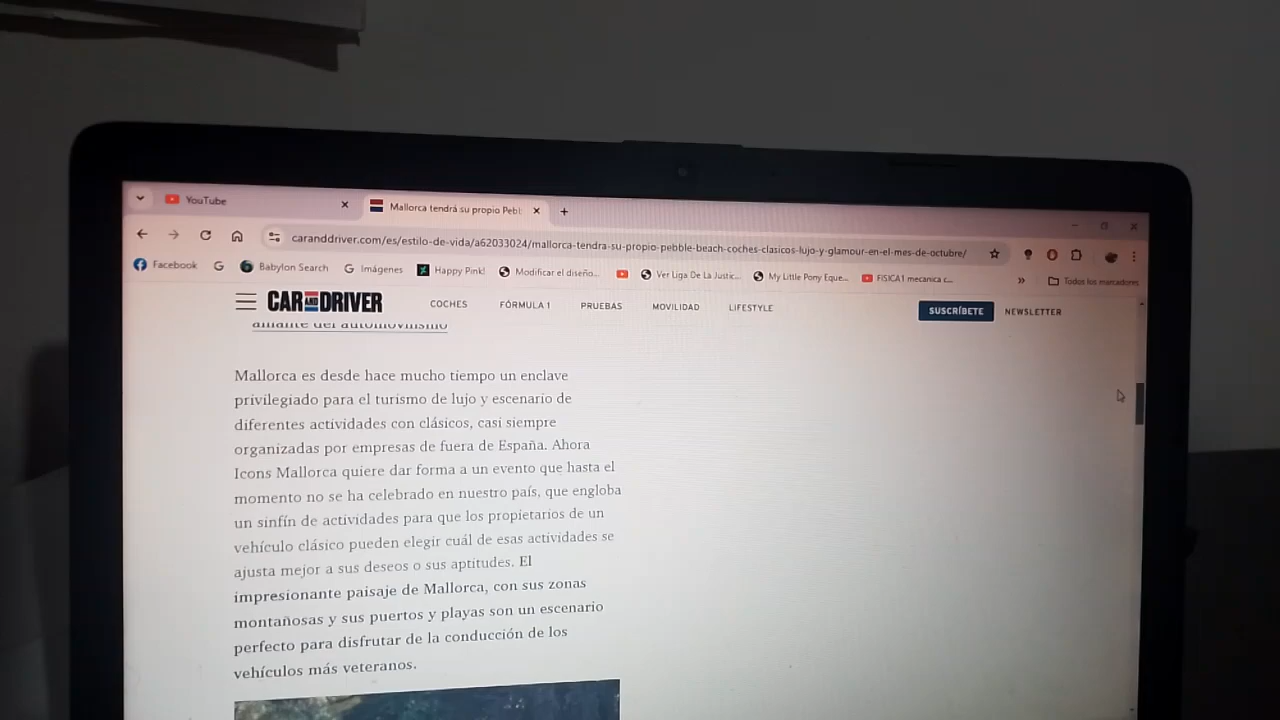 YouTube
Mallorca tendrá su propio Pebb
caranddriver.com/es/estilo-de-vida/a62033024/mallorca-tendra-su-propio-pebble-beach-coches-clasicos-lujo-y-glamour-en-el-mes-de-octubre/
Facebook Babylon Search Imágenes Happy Pink! Modificar el diseño... Ver Liga De La Justic... My Little Pony Eque... FISICA1 mecanica c... » Todos los marcadores
CAR AND DRIVER COCHES FÓRMULA 1 PRUEBAS MOVILIDAD LIFESTYLE SUSCRÍBETE NEWSLETTER
amante del automovilismo
Mallorca es desde hace mucho tiempo un enclave
privilegiado para el turismo de lujo y escenario de
diferentes actividades con clásicos, casi siempre
organizadas por empresas de fuera de España. Ahora
Icons Mallorca quiere dar forma a un evento que hasta el
momento no se ha celebrado en nuestro país, que engloba
un sinfín de actividades para que los propietarios de un
vehículo clásico pueden elegir cuál de esas actividades se
ajusta mejor a sus deseos o sus aptitudes. El
impresionante paisaje de Mallorca, con sus zonas
montañosas y sus puertos y playas son un escenario
perfecto para disfrutar de la conducción de los
vehículos más veteranos.